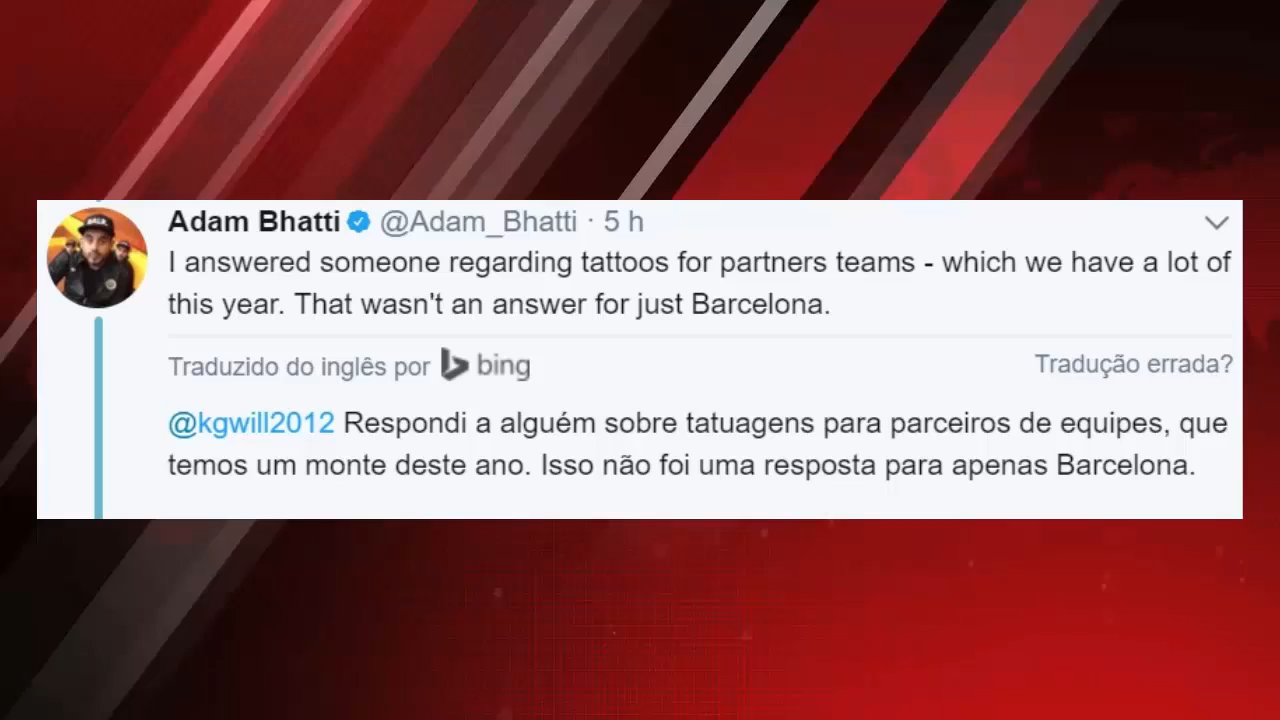 Adam Bhatti @Adam_Bhatti · 5 h
I answered someone regarding tattoos for partners teams - which we have a lot of
this year. That wasn't an answer for just Barcelona.
Traduzido do inglês por bing Tradução errada?
@kgwill2012 Respondi a alguém sobre tatuagens para parceiros de equipes, que
temos um monte deste ano. Isso não foi uma resposta para apenas Barcelona.